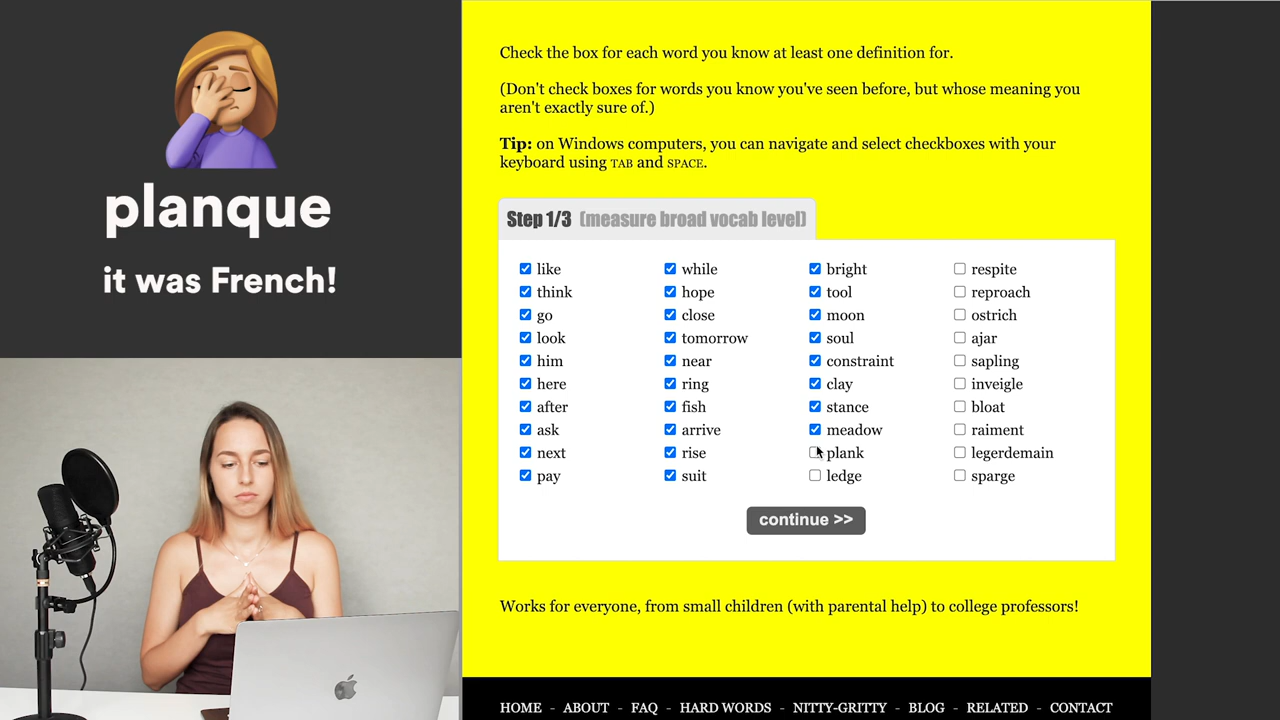 planque
it was French!
Check the box for each word you know at least one definition for.
(Don't check boxes for words you know you've seen before, but whose meaning you
aren't exactly sure of.)
Tip: on Windows computers, you can navigate and select checkboxes with your
keyboard using TAB and SPACE.
Step 1/3 (measure broad vocab level)
like while bright respite
think hope tool reproach
go close moon ostrich
look tomorrow soul ajar
him near constraint sapling
here ring clay inveigle
after fish stance bloat
ask arrive meadow raiment
next rise plank legerdemain
pay suit ledge sparge
continue >>
Works for everyone, from small children (with parental help) to college professors!
HOME - ABOUT - FAQ - HARD WORDS - NITTY-GRITTY - BLOG - RELATED - CONTACT